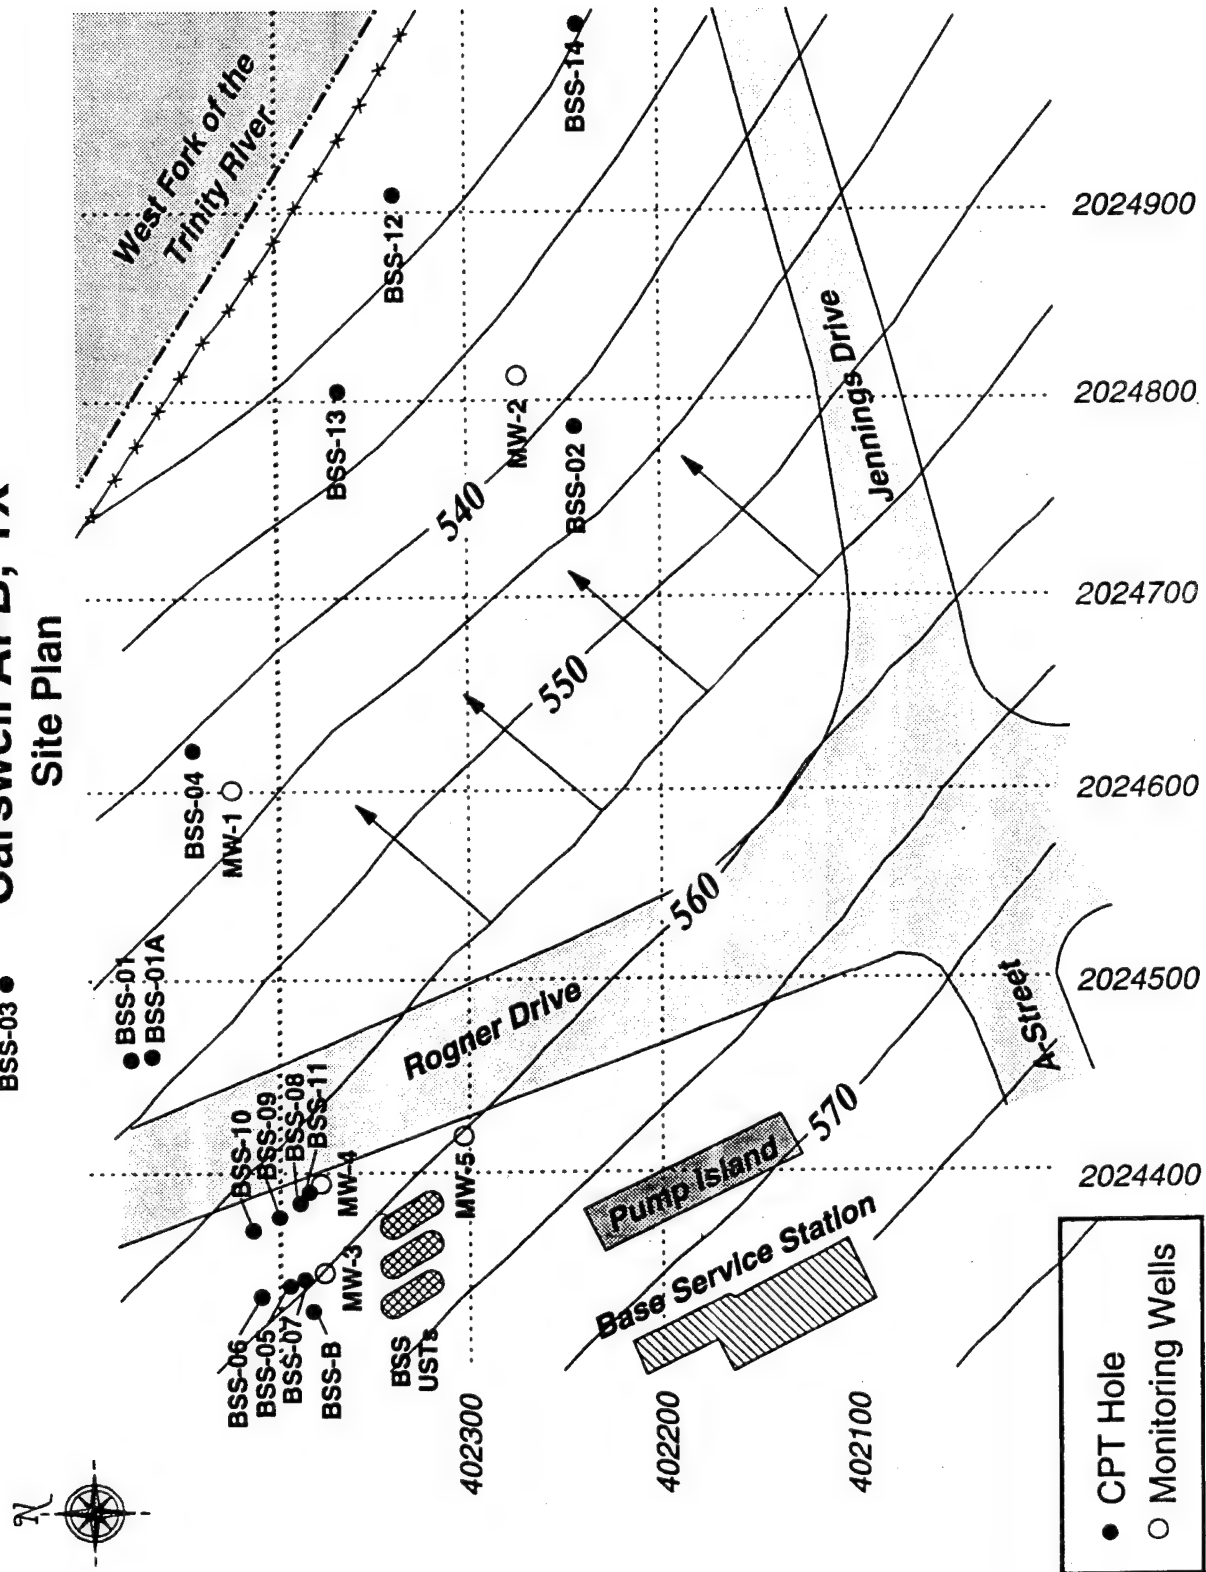 Site Plan
BSS-03
West Fork of the
Trinity River
BSS-14
BSS-12
BSS-13
MW-2
BSS-02
540
550
560
570
BSS-04
MW-1
BSS-01
BSS-01A
Jennings Drive
Rogner Drive
A-Street
BSS-10
BSS-09
BSS-08
BSS-11
MW-4
MW-5
MW-3
BSS-06
BSS-05
BSS-07
BSS-B
BSS
USTs
Pump Island
Base Service Station
402300
402200
402100
2024900
2024800
2024700
2024600
2024500
2024400
N
CPT Hole
Monitoring Wells